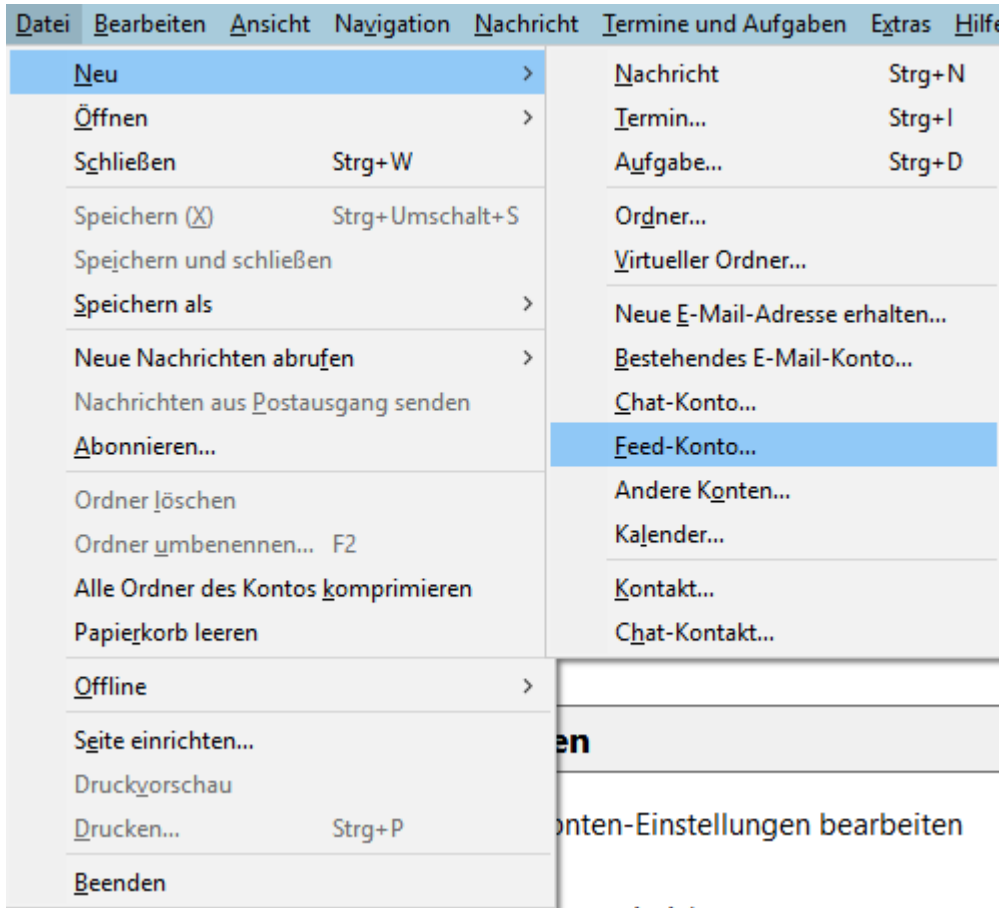 Datei Bearbeiten Ansicht Navigation Nachricht Termine und Aufgaben Extras Hilfe
Neu >
Öffnen >
Schließen Strg+W
Speichern (X) Strg+Umschalt+S
Speichern und schließen
Speichern als >
Neue Nachrichten abrufen >
Nachrichten aus Postausgang senden
Abonnieren...
Ordner löschen
Ordner umbenennen... F2
Alle Ordner des Kontos komprimieren
Papierkorb leeren
Offline >
Seite einrichten...
Druckvorschau
Drucken... Strg+P
Beenden
Nachricht Strg+N
Termin... Strg+I
Aufgabe... Strg+D
Ordner...
Virtueller Ordner...
Neue E-Mail-Adresse erhalten...
Bestehendes E-Mail-Konto...
Chat-Konto...
Feed-Konto...
Andere Konten...
Kalender...
Kontakt...
Chat-Kontakt...
en
onten-Einstellungen bearbeiten